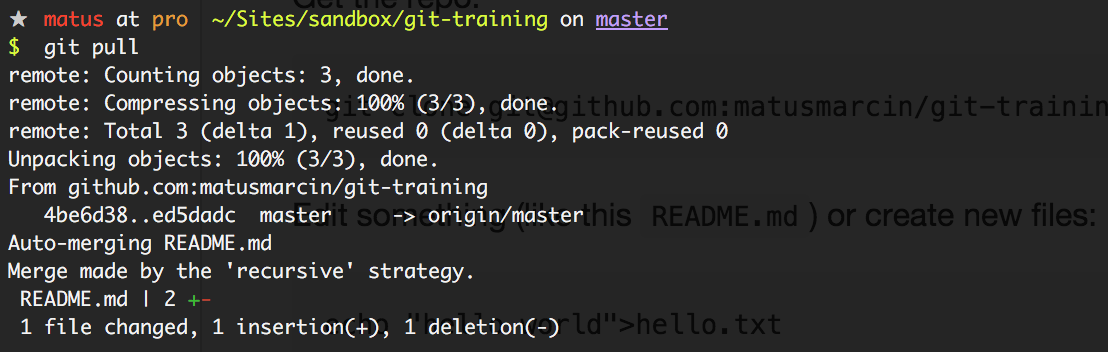 Get the repo:
★ matus at pro ~/Sites/sandbox/git-training on master
$ git pull
remote: Counting objects: 3, done.
remote: Compressing objects: 100% (3/3), done.
git clone git@github.com:matusmarcin/git-trainin
remote: Total 3 (delta 1), reused 0 (delta 0), pack-reused 0
Unpacking objects: 100% (3/3), done.
From github.com:matusmarcin/git-training
4be6d38..ed5dadc master -> origin/master
Edit something (like this README.md ) or create new files:
Auto-merging README.md
Merge made by the 'recursive' strategy.
README.md | 2 +-
1 file changed, 1 insertion(+), 1 deletion(-)
echo "hello world">hello.txt